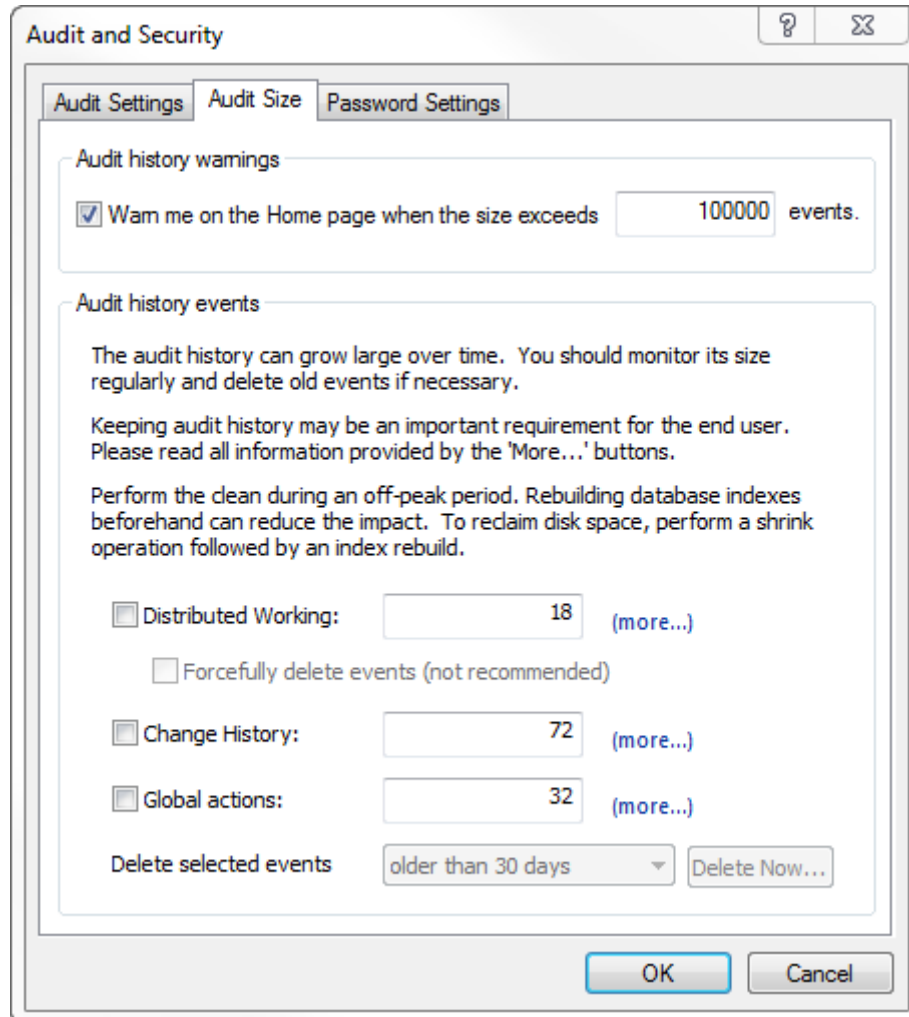 Audit and Security
Audit Settings Audit Size Password Settings
Audit history warnings
Warn me on the Home page when the size exceeds 100000 events.
Audit history events
The audit history can grow large over time.  You should monitor its size
regularly and delete old events if necessary.
Keeping audit history may be an important requirement for the end user.
Please read all information provided by the 'More...' buttons.
Perform the clean during an off-peak period. Rebuilding database indexes
beforehand can reduce the impact.  To reclaim disk space, perform a shrink
operation followed by an index rebuild.
Distributed Working: 18 (more...)
Forcefully delete events (not recommended)
Change History: 72 (more...)
Global actions: 32 (more...)
Delete selected events older than 30 days Delete Now...
OK Cancel